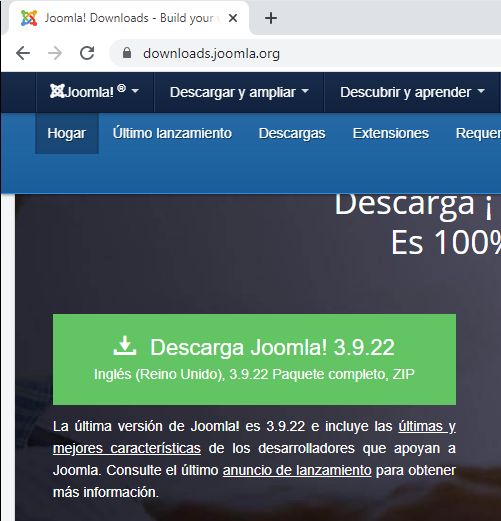 Joomla! Downloads - Build your
downloads.joomla.org
Joomla! ® Descargar y ampliar Descubrir y aprender
Hogar Último lanzamiento Descargas Extensiones Requer
Descarga ¡
Es 100%
Descarga Joomla! 3.9.22
Inglés (Reino Unido), 3.9.22 Paquete completo, ZIP
La última versión de Joomla! es 3.9.22 e incluye las últimas y
mejores características de los desarrolladores que apoyan a
Joomla. Consulte el último anuncio de lanzamiento para obtener
más información.